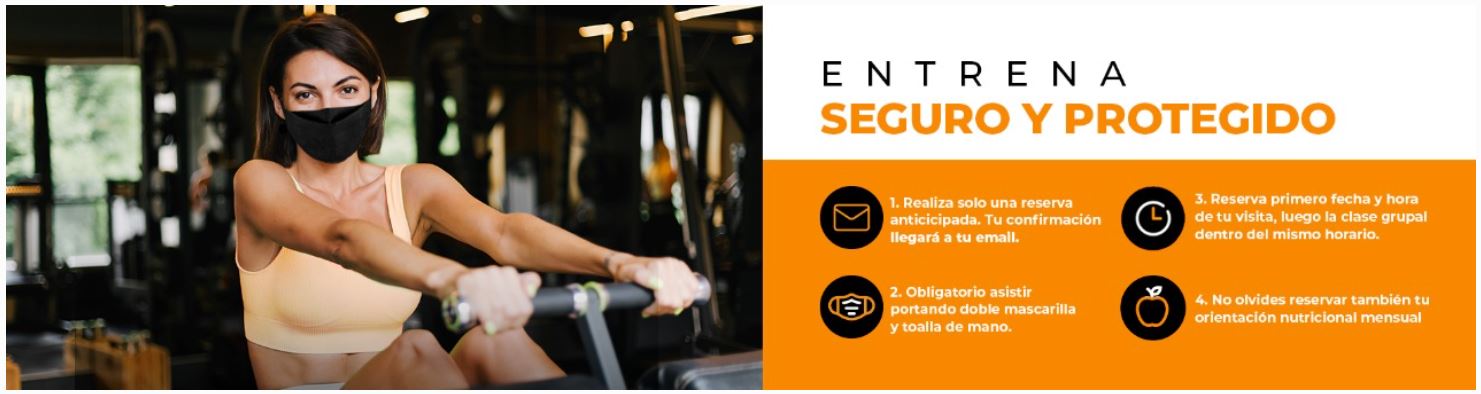 ENTRENA
SEGURO Y PROTEGIDO
1. Realiza solo una reserva
anticicipada. Tu confirmación
llegará a tu email.
2. Obligatorio asistir
portando doble mascarilla
y toalla de mano.
3. Reserva primero fecha y hora
de tu visita, luego la clase grupal
dentro del mismo horario.
4. No olvides reservar también tu
orientación nutricional mensual